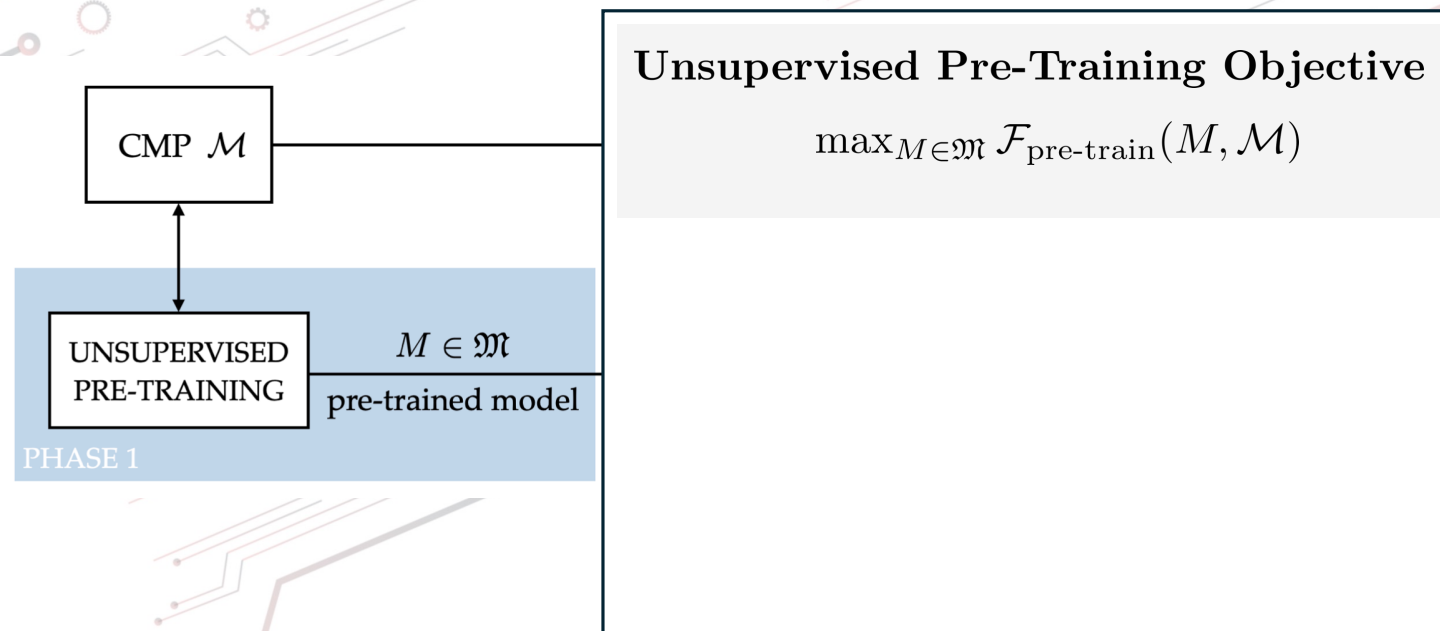 Unsupervised Pre-Training Objective
max_{M∈𝔐} ℱ_{pre-train}(M, ℳ)
CMP ℳ
UNSUPERVISED
PRE-TRAINING
M ∈ 𝔐
pre-trained model
PHASE 1